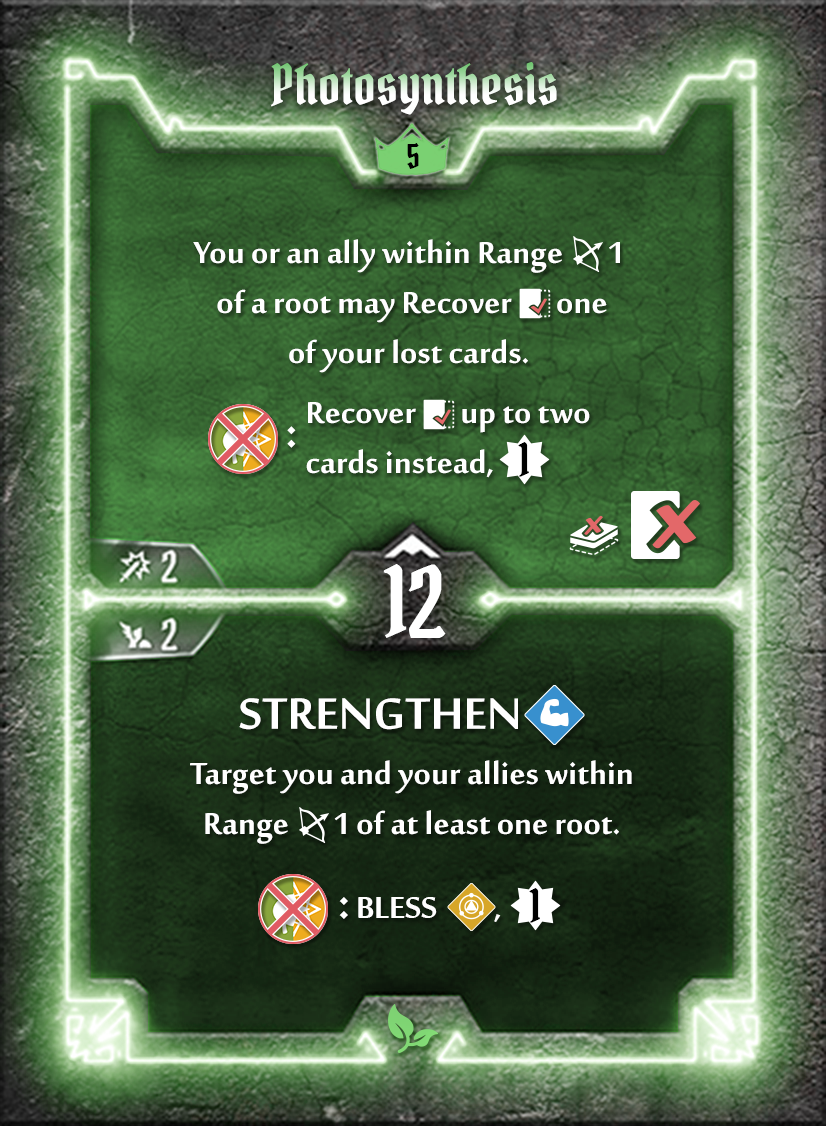 Photosynthesis
5
You or an ally within Range 1
of a root may Recover one
of your lost cards.
: Recover up to two
cards instead, 1
2
12
2
STRENGTHEN
Target you and your allies within
Range 1 of at least one root.
: BLESS , 1